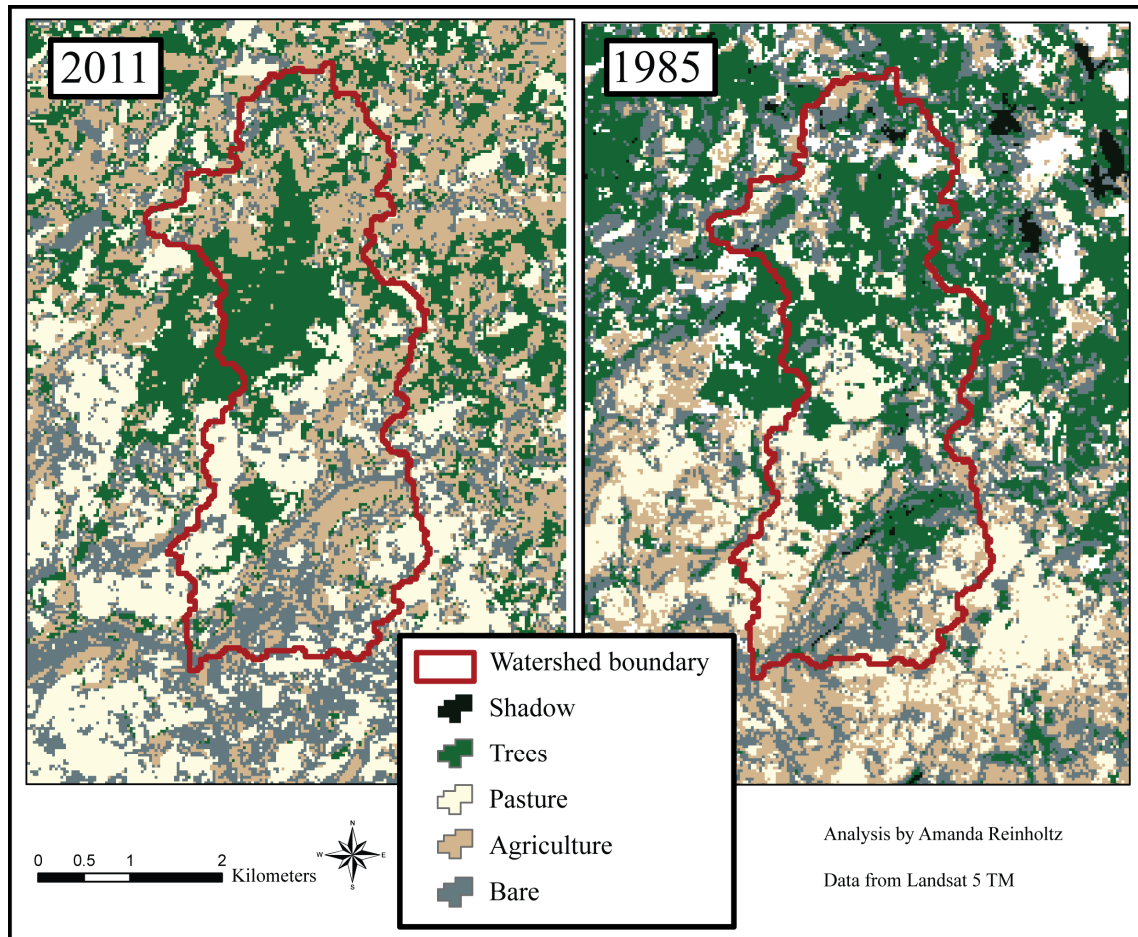 2011
1985
Watershed boundary
Shadow
Trees
Pasture
Agriculture
Bare
0 0.5 1 2
Kilometers
N
W E
S
Analysis by Amanda Reinholtz
Data from Landsat 5 TM